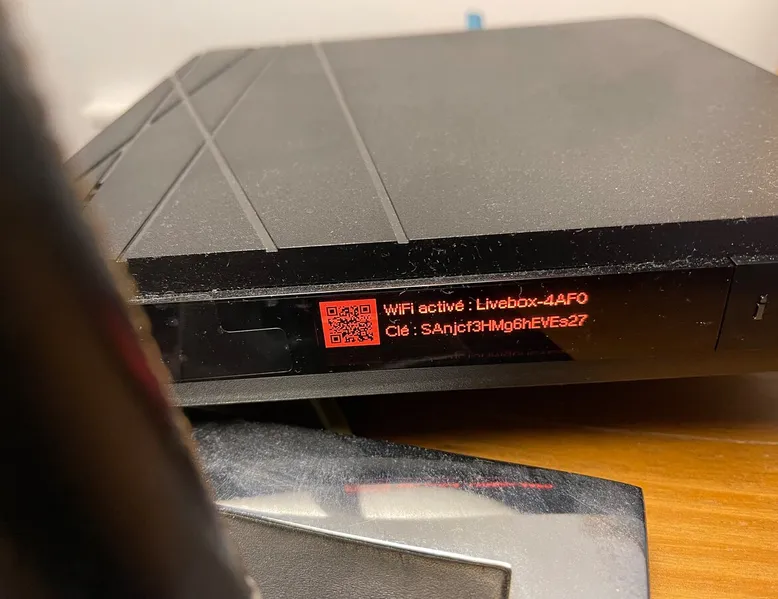 WiFi activé : Livebox-4AF0
Clé : SAnjcf3HMg6hEVEs27